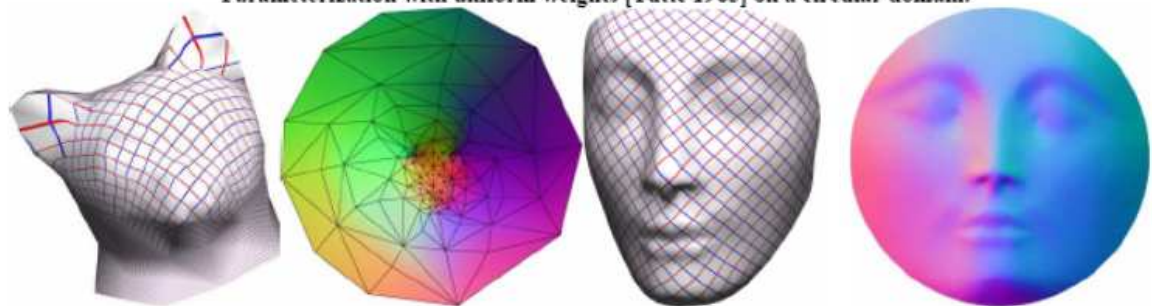 Parameterization with uniform weights [Tutte 1963] on a circular domain.